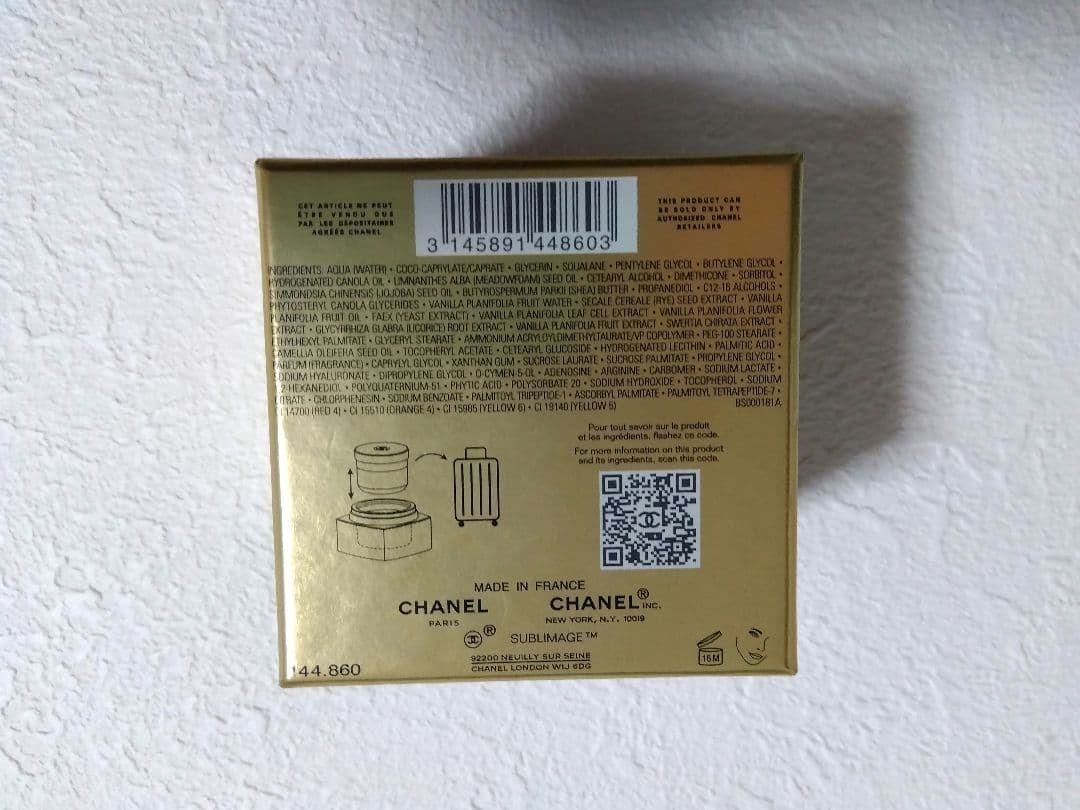 CET ARTICLE NE PEUT
ÊTRE VENDU QUE
PAR LES DÉPOSITAIRES
AGRÉÉS CHANEL
3 145891 448603
THIS PRODUCT CAN
BE SOLD ONLY BY
AUTHORIZED CHANEL
RETAILERS
INGREDIENTS: AQUA (WATER) • COCO-CAPRYLATE/CAPRATE • GLYCERIN • SQUALANE • PENTYLENE GLYCOL • BUTYLENE GLYCOL •
HYDROGENATED CANOLA OIL • LIMNANTHES ALBA (MEADOWFOAM) SEED OIL • CETEARYL ALCOHOL • DIMETHICONE • SORBITOL •
SIMMONDSIA CHINENSIS (JOJOBA) SEED OIL • BUTYROSPERMUM PARKII (SHEA) BUTTER • PROPANEDIOL • C12-16 ALCOHOLS •
PHYTOSTERYL CANOLA GLYCERIDES • VANILLA PLANIFOLIA FRUIT WATER • SECALE CEREALE (RYE) SEED EXTRACT • VANILLA
PLANIFOLIA FRUIT OIL • FAEX (YEAST EXTRACT) • VANILLA PLANIFOLIA LEAF CELL EXTRACT • VANILLA PLANIFOLIA FLOWER
EXTRACT • GLYCYRRHIZA GLABRA (LICORICE) ROOT EXTRACT • VANILLA PLANIFOLIA FRUIT EXTRACT • SWERTIA CHIRATA EXTRACT •
ETHYLHEXYL PALMITATE • GLYCERYL STEARATE • AMMONIUM ACRYLOYLDIMETHYLTAURATE/VP COPOLYMER • PEG-100 STEARATE •
CAMELLIA OLEIFERA SEED OIL • TOCOPHERYL ACETATE • CETEARYL GLUCOSIDE • HYDROGENATED LECITHIN • PALMITIC ACID •
PARFUM (FRAGRANCE) • CAPRYLYL GLYCOL • XANTHAN GUM • SUCROSE LAURATE • SUCROSE PALMITATE • PROPYLENE GLYCOL •
SODIUM HYALURONATE • DIPROPYLENE GLYCOL • O-CYMEN-5-OL • ADENOSINE • ARGININE • CARBOMER • SODIUM LACTATE •
1,2-HEXANEDIOL • POLYQUATERNIUM-51 • PHYTIC ACID • POLYSORBATE 20 • SODIUM HYDROXIDE • TOCOPHEROL • SODIUM
CITRATE • CHLORPHENESIN • SODIUM BENZOATE • PALMITOYL TRIPEPTIDE-1 • ASCORBYL PALMITATE • PALMITOYL TETRAPEPTIDE-7 •
CI 14700 (RED 4) • CI 15510 (ORANGE 4) • CI 15985 (YELLOW 6) • CI 19140 (YELLOW 5) BS000181A
Pour tout savoir sur le produit
et les ingrédients, flashez ce code.
For more information on this product
and its ingredients, scan this code.
MADE IN FRANCE
CHANEL
PARIS
CHANEL® INC.
NEW YORK, N.Y. 10019
® SUBLIMAGE™
92200 NEUILLY SUR SEINE
CHANEL LONDON W1J 6DG
144.860
16M